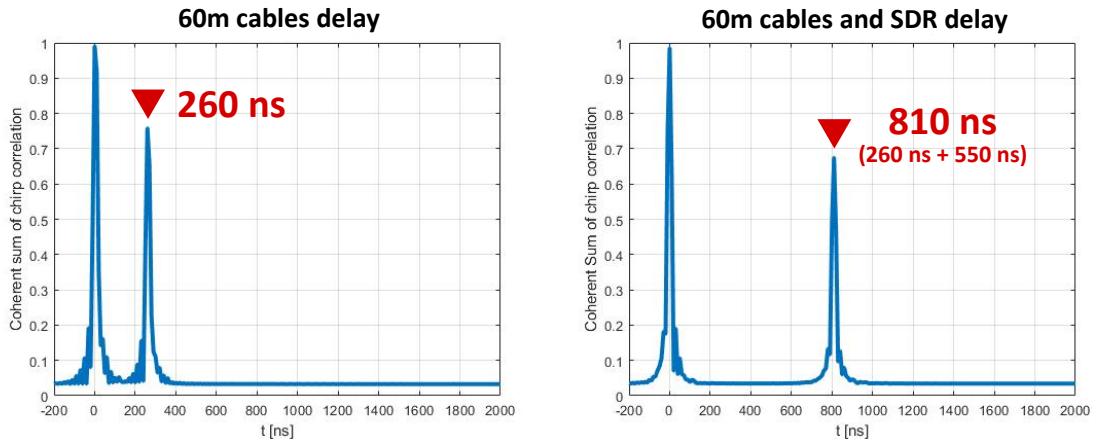 60m cables delay
260 ns
Coherent sum of chirp correlation
1
0.9
0.8
0.7
0.6
0.5
0.4
0.3
0.2
0.1
0
-200 0 200 400 600 800 1000 1200 1400 1600 1800 2000
t [ns]
60m cables and SDR delay
810 ns
(260 ns + 550 ns)
Coherent Sum of chirp correlation
1
0.9
0.8
0.7
0.6
0.5
0.4
0.3
0.2
0.1
0
-200 0 200 400 600 800 1000 1200 1400 1600 1800 2000
t [ns]